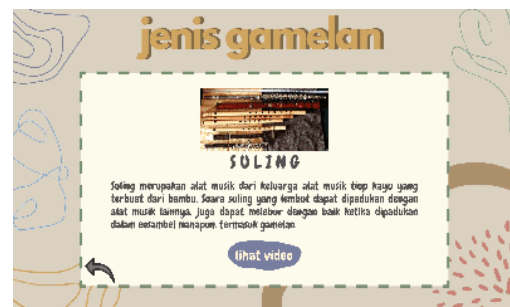 jenis gamelan
SULING
Suling merupakan alat musik dari keluarga alat musik tiup kayu yang
terbuat dari bambu. Suara suling yang lembut dapat dipadukan dengan
alat musik lainnya, juga dapat melebur dengan baik ketika dipadukan
dalam ensambel manapun, termasuk gamelan.
lihat video